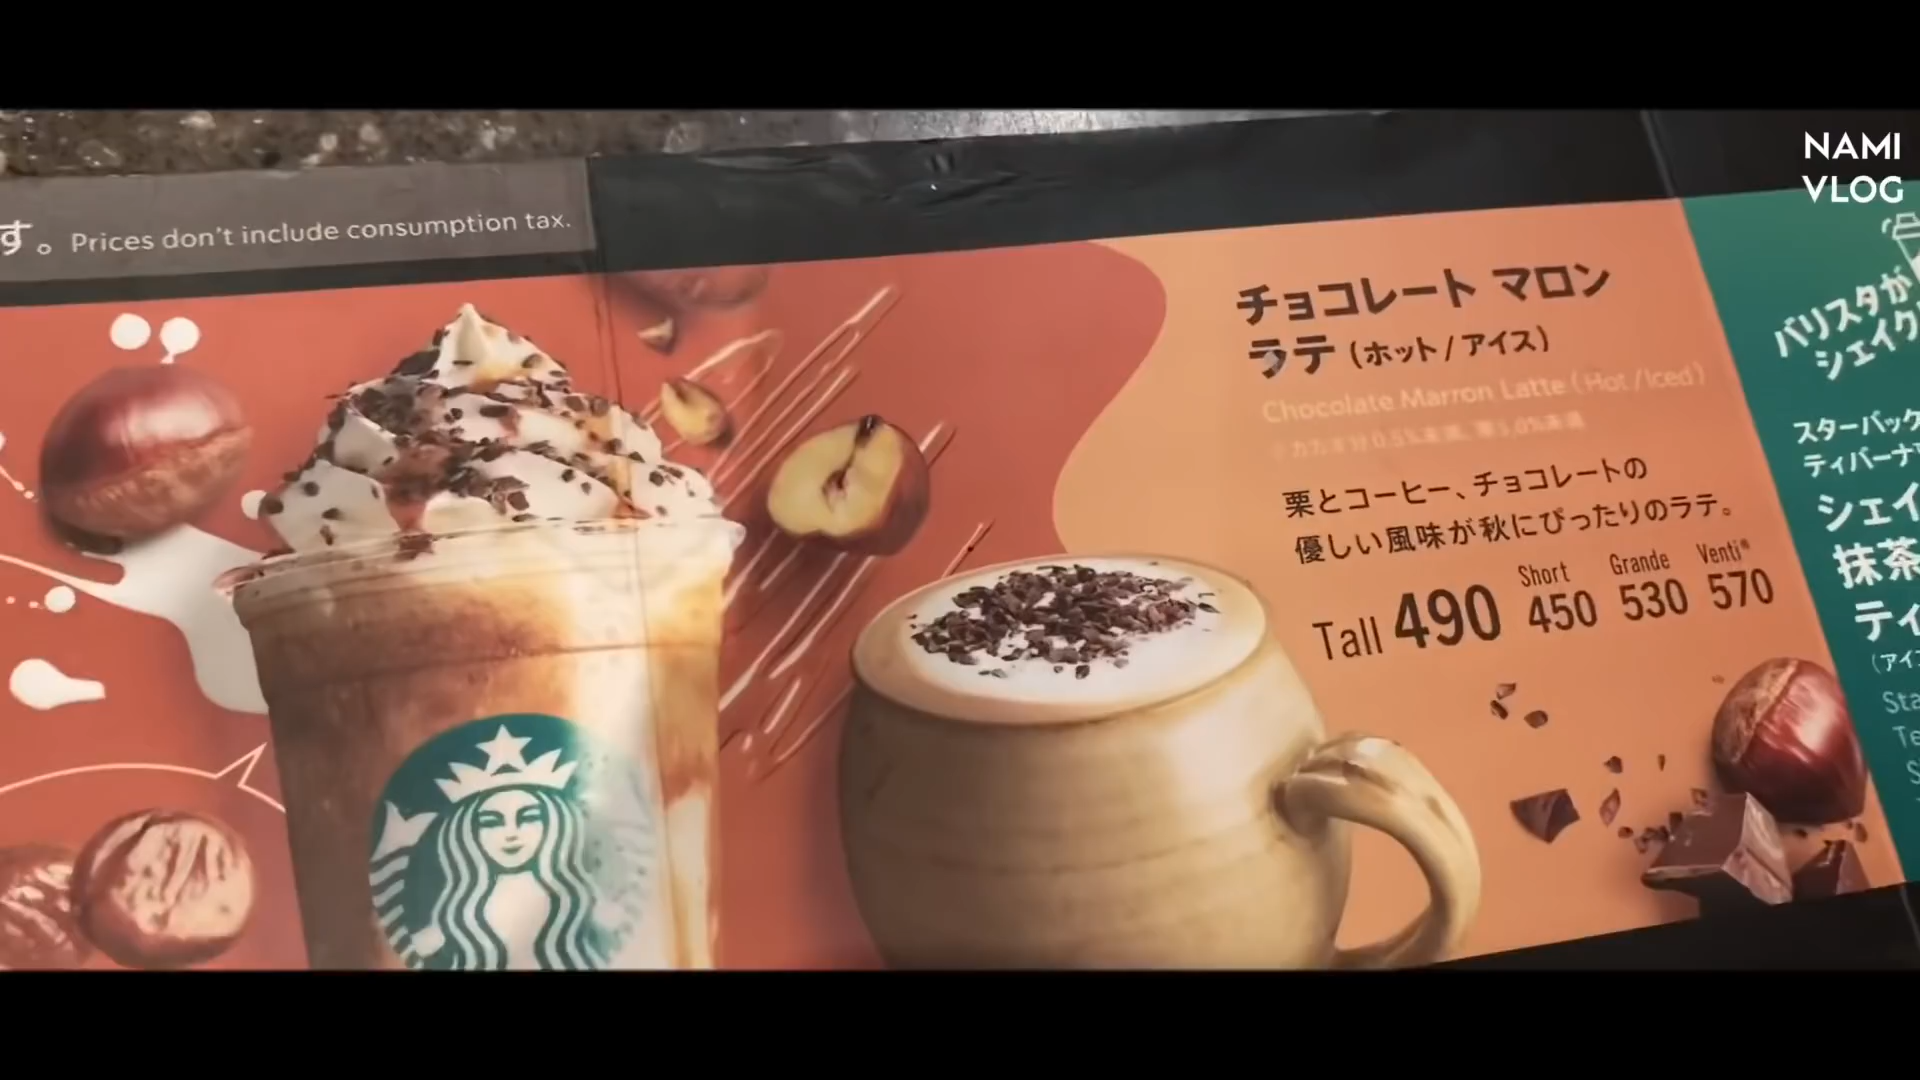 NAMI
VLOG
す。Prices don't include consumption tax.
チョコレート マロン
ラテ (ホット / アイス)
Chocolate Marron Latte (Hot / Iced)
栗とコーヒー、チョコレートの
優しい風味が秋にぴったりのラテ。
Tall 490 Short 450 Grande 530 Venti® 570
バリスタが
シェイク
スターバック
ティバーナ
シェイ
抹茶
ティ
(アイ
Sta
Te
S